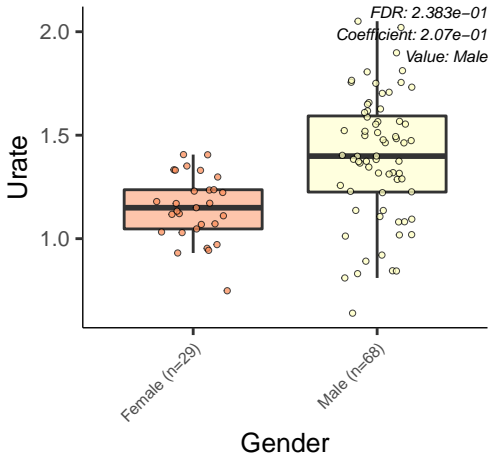 FDR: 2.383e−01
Coefficient: 2.07e−01
Value: Male
2.0
1.5
1.0
Urate
Female (n=29)
Male (n=68)
Gender